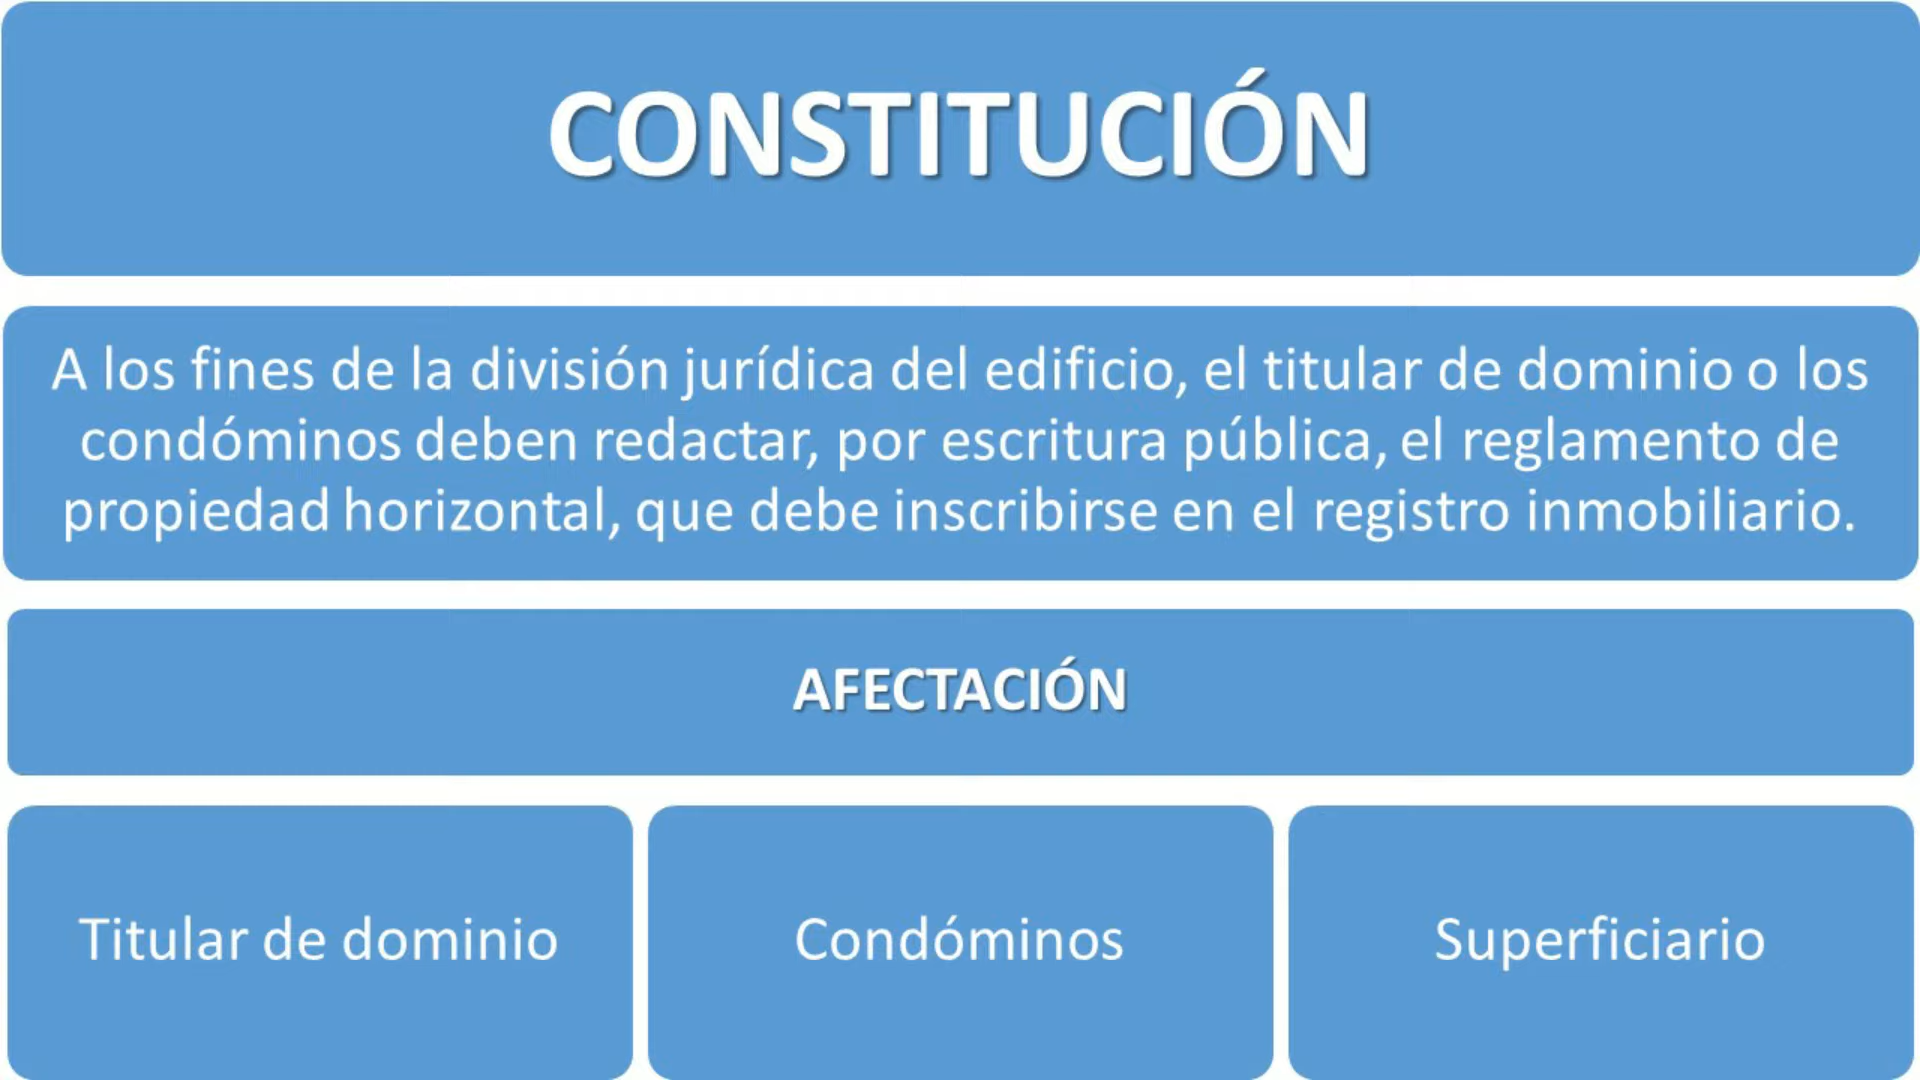 CONSTITUCIÓN
A los fines de la división jurídica del edificio, el titular de dominio o los
condóminos deben redactar, por escritura pública, el reglamento de
propiedad horizontal, que debe inscribirse en el registro inmobiliario.
AFECTACIÓN
Titular de dominio
Condóminos
Superficiario